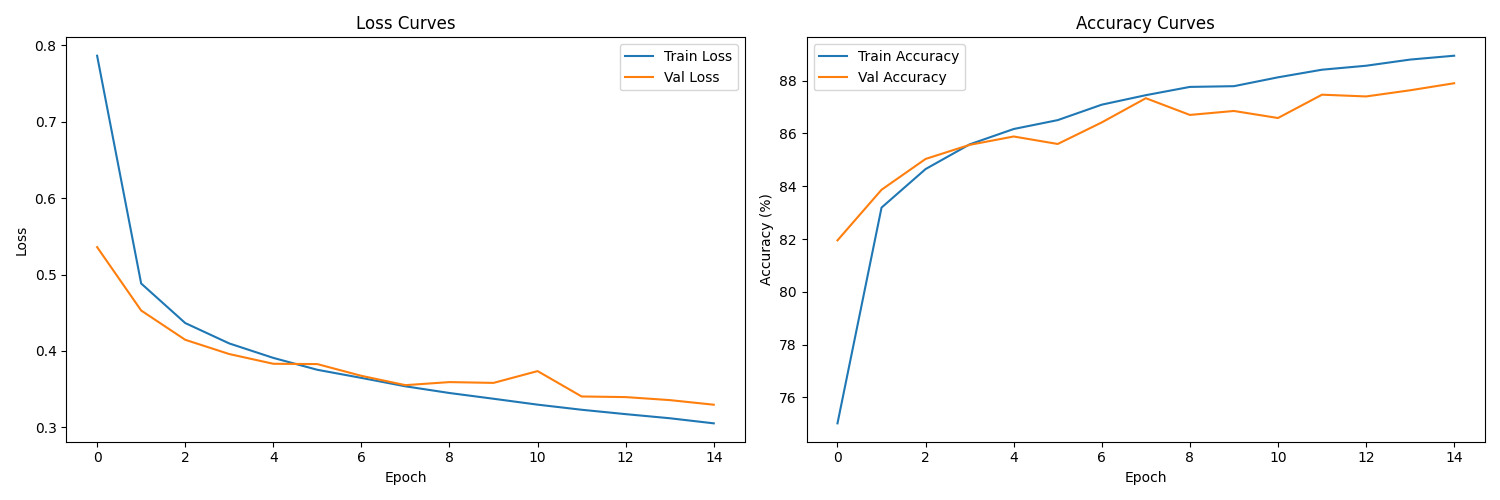 Loss Curves
Train Loss
Val Loss
0.8
0.7
0.6
0.5
0.4
0.3
Loss
0 2 4 6 8 10 12 14
Epoch
Accuracy Curves
Train Accuracy
Val Accuracy
88
86
84
82
80
78
76
Accuracy (%)
0 2 4 6 8 10 12 14
Epoch